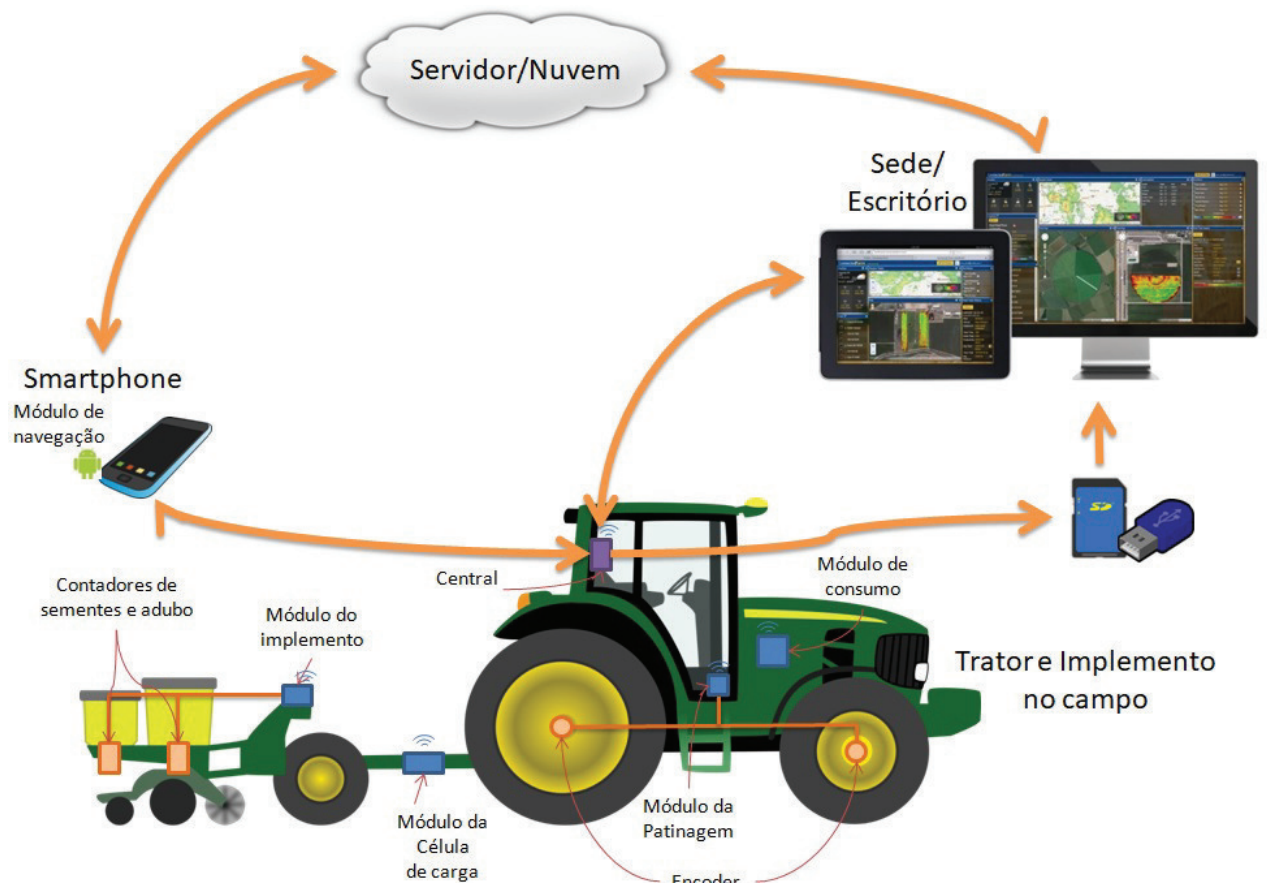 Servidor/Nuvem
Sede/
Escritório
Smartphone
Módulo de
navegação
Central
Módulo de
consumo
Contadores de
sementes e adubo
Módulo do
implemento
Trator e Implemento
no campo
Módulo da
Célula
de carga
Módulo da
Patinagem
Encoder